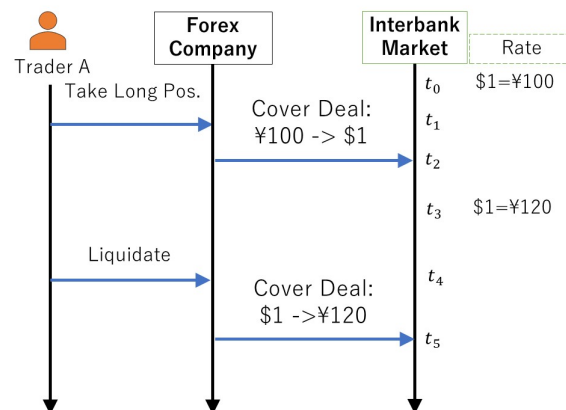 Forex
Company
Interbank
Market
Rate
Trader A
t0
$1=¥100
Take Long Pos.
Cover Deal:
¥100 -> $1
t1
t2
t3
$1=¥120
Liquidate
t4
Cover Deal:
$1 ->¥120
t5